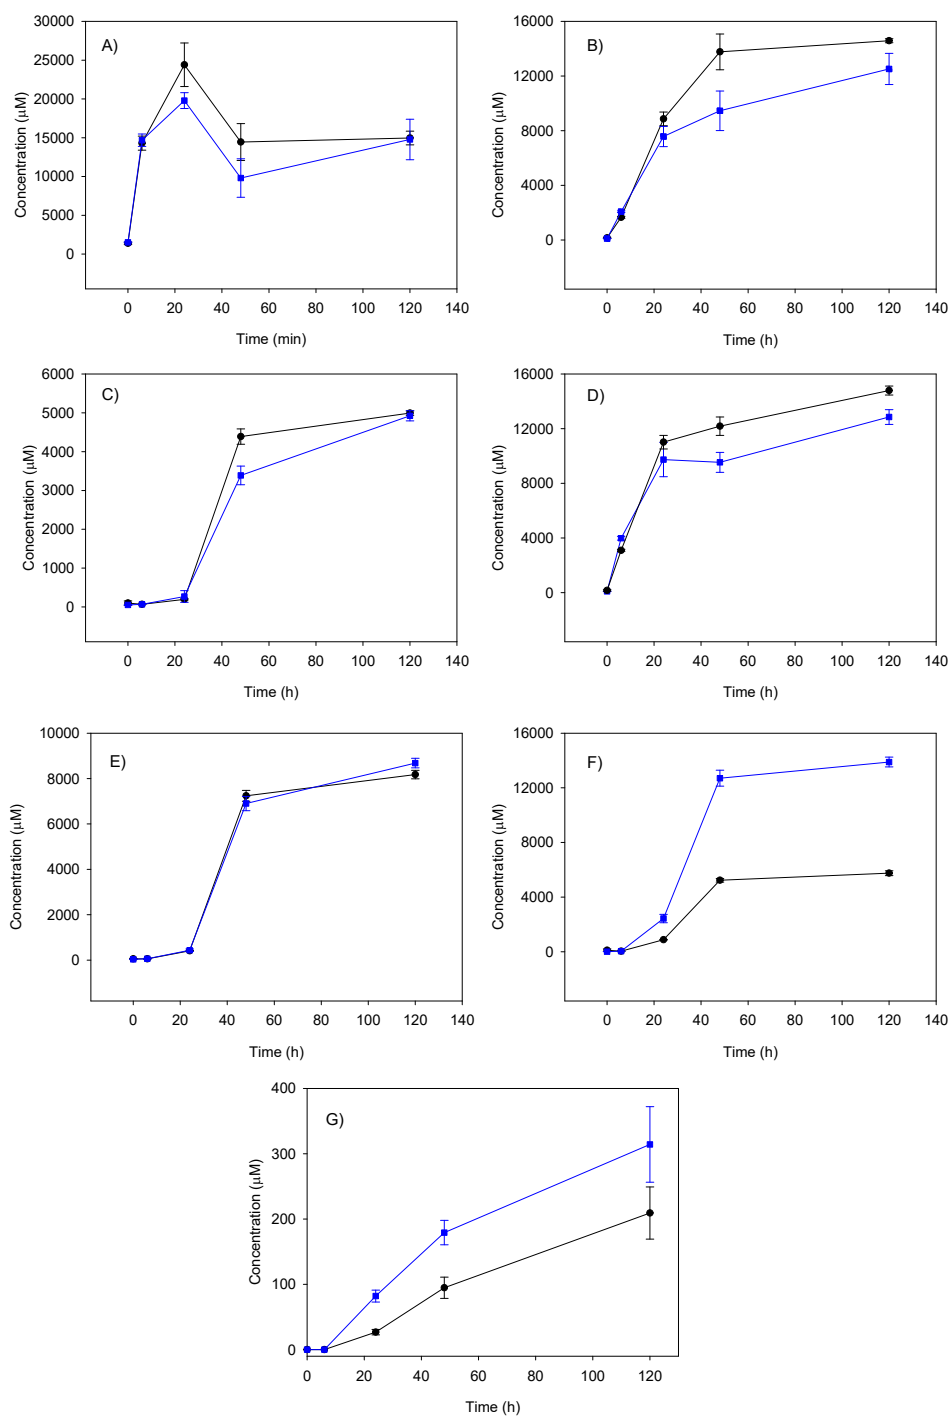 A)
Concentration (μM)
30000
25000
20000
15000
10000
5000
0
0 20 40 60 80 100 120 140
Time (min)
B)
Concentration (μM)
16000
12000
8000
4000
0
0 20 40 60 80 100 120 140
Time (h)
C)
Concentration (μM)
6000
5000
4000
3000
2000
1000
0
0 20 40 60 80 100 120 140
Time (h)
D)
Concentration (μM)
16000
12000
8000
4000
0
0 20 40 60 80 100 120 140
Time (h)
E)
Concentration (μM)
10000
8000
6000
4000
2000
0
0 20 40 60 80 100 120 140
Time (h)
F)
Concentration (μM)
16000
12000
8000
4000
0
0 20 40 60 80 100 120 140
Time (h)
G)
Concentration (μM)
400
300
200
100
0
0 20 40 60 80 100 120
Time (h)